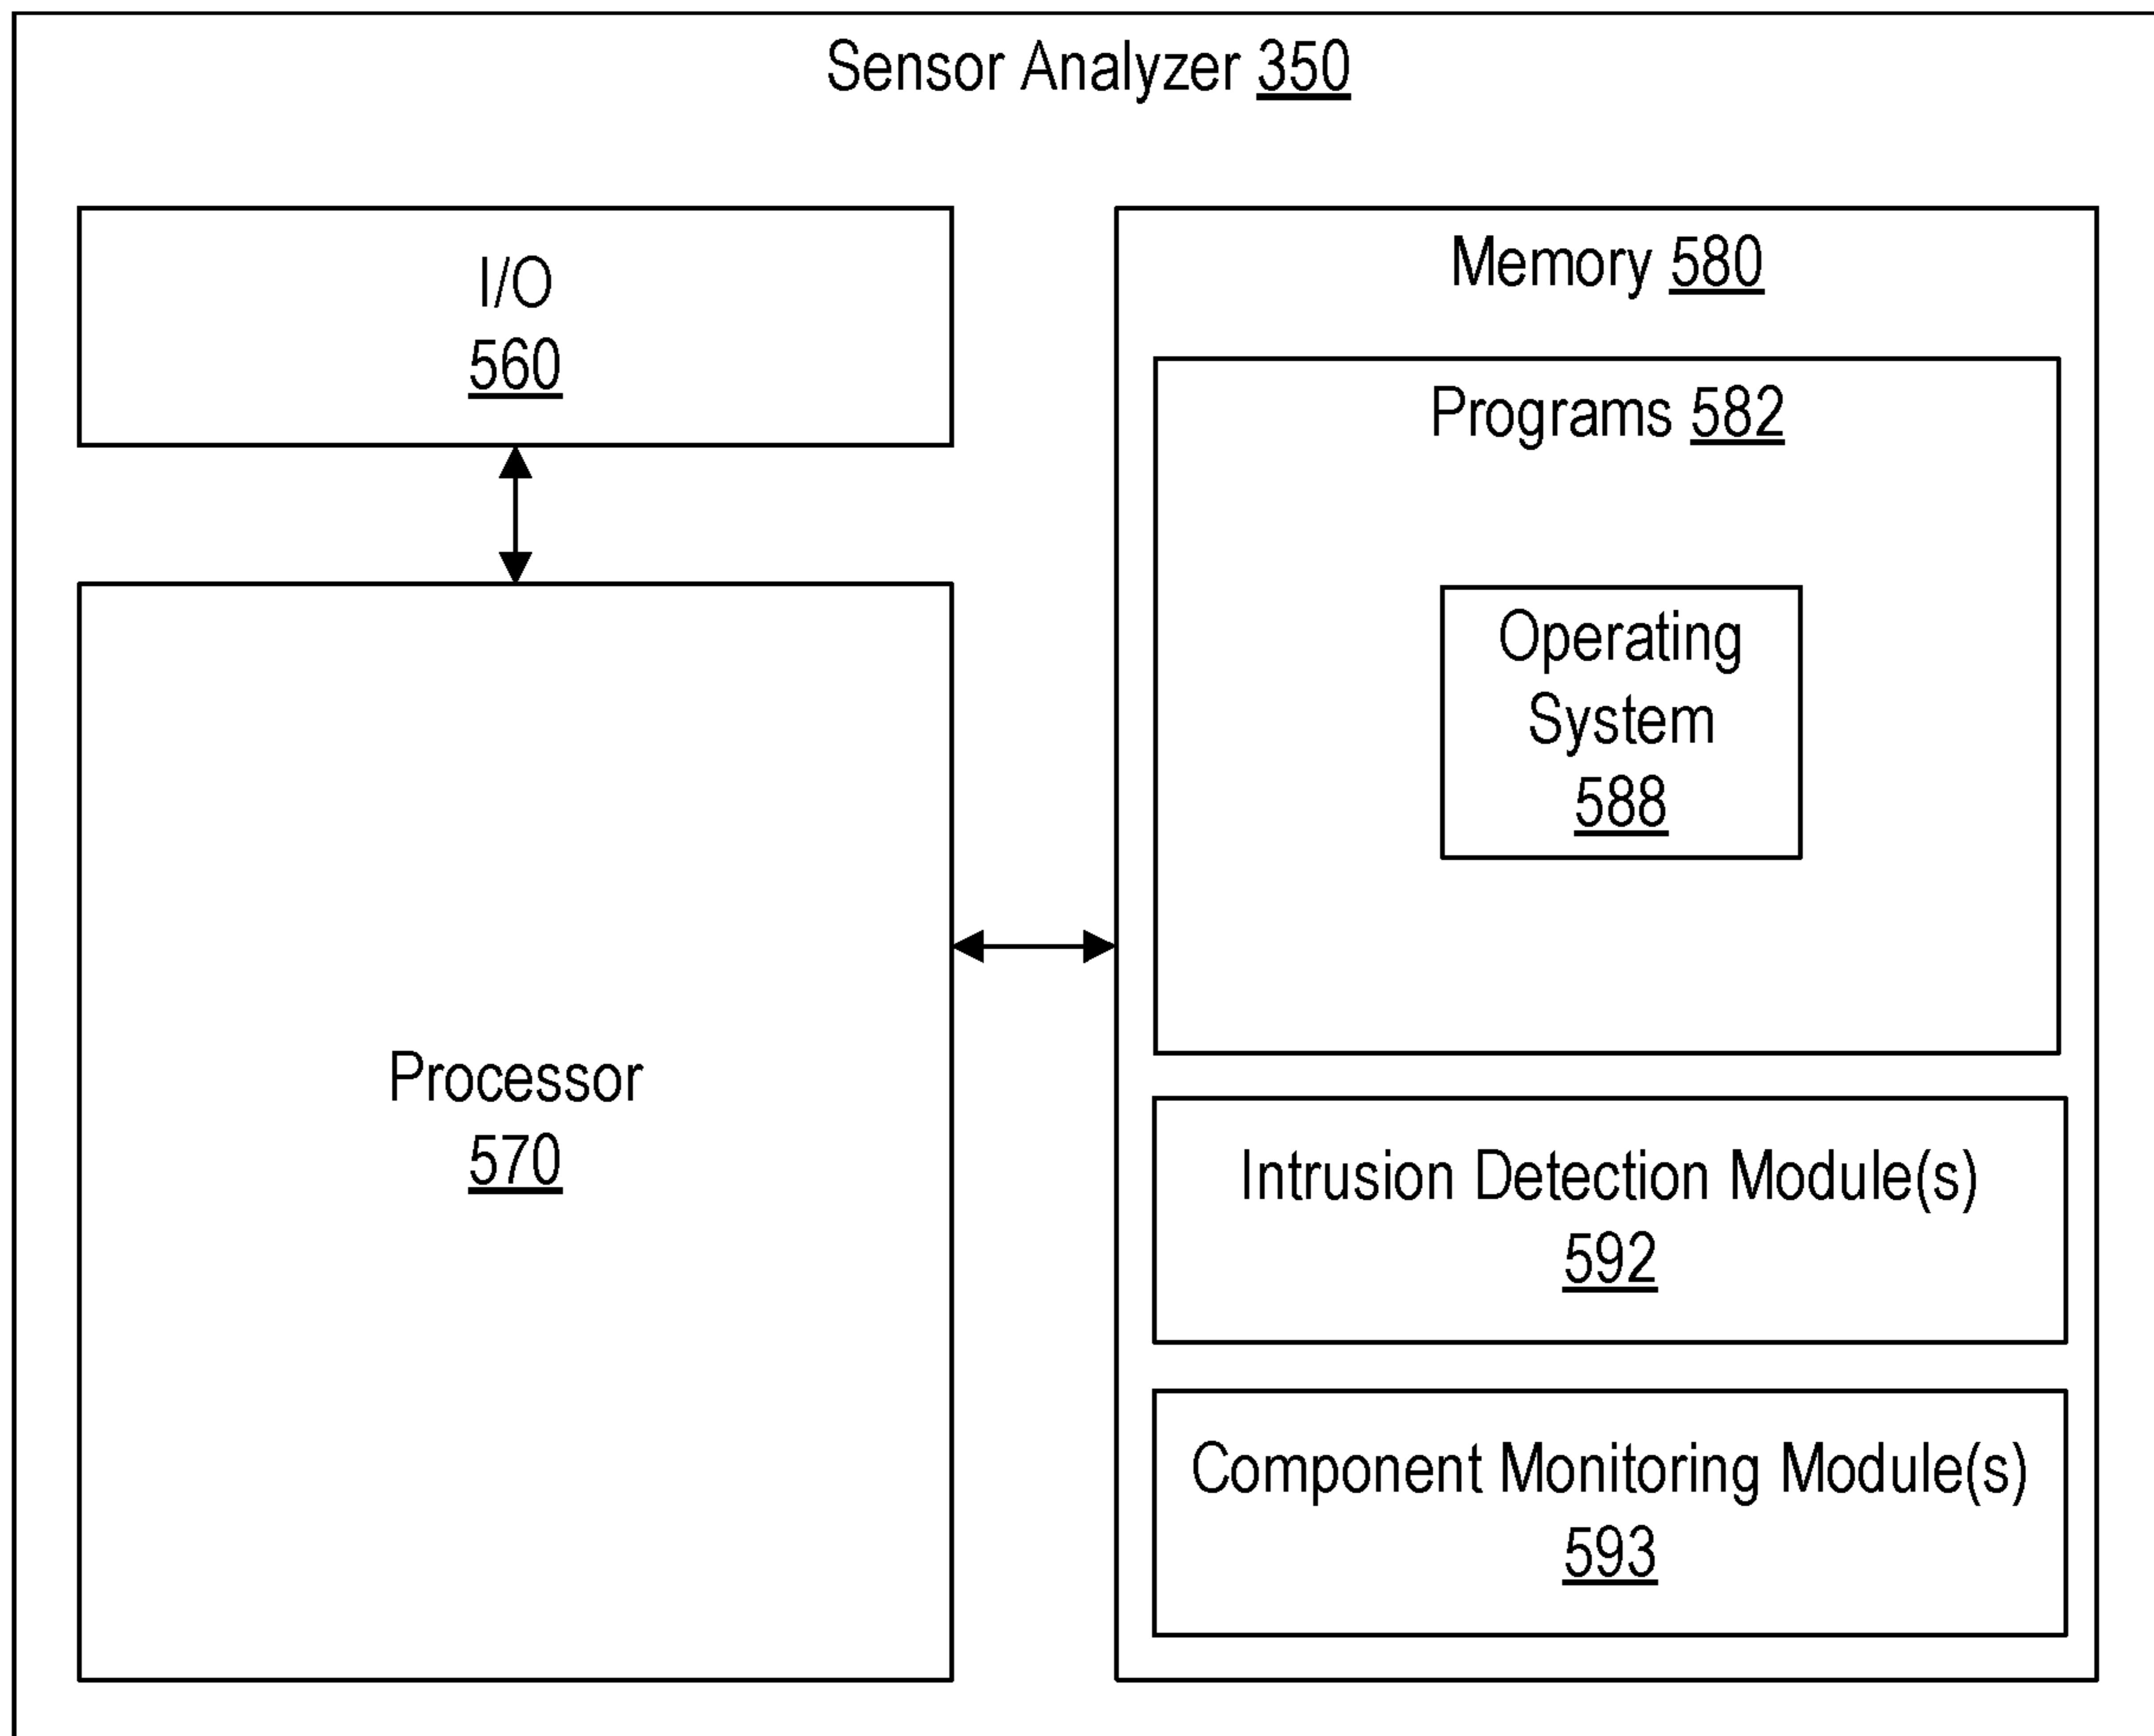 Sensor Analyzer 350
I/O
560
Processor
570
Memory 580
Programs 582
Operating
System
588
Intrusion Detection Module(s)
592
Component Monitoring Module(s)
593